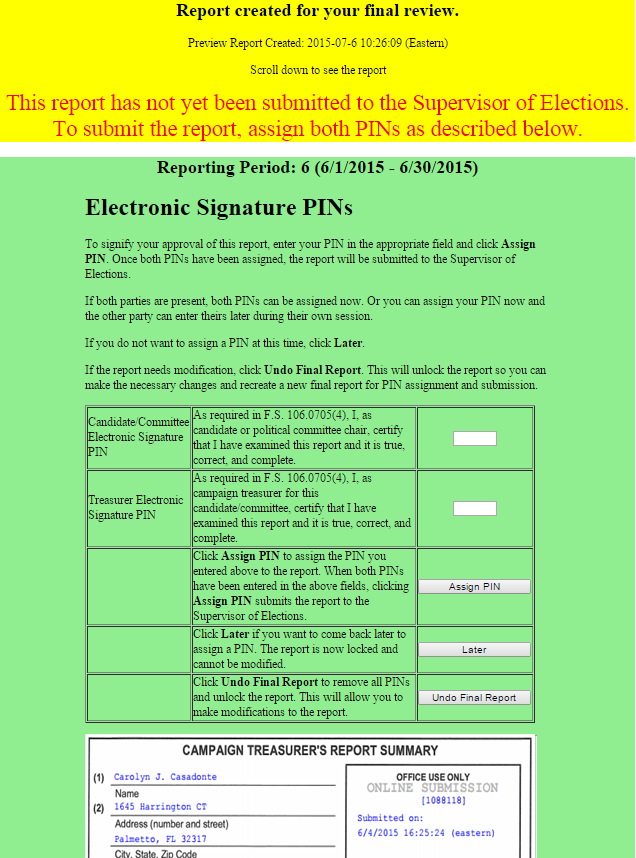 Report created for your final review.
Preview Report Created: 2015-07-6 10:26:09 (Eastern)
Scroll down to see the report
This report has not yet been submitted to the Supervisor of Elections.
To submit the report, assign both PINs as described below.
Reporting Period: 6 (6/1/2015 - 6/30/2015)
Electronic Signature PINs
To signify your approval of this report, enter your PIN in the appropriate field and click Assign
PIN. Once both PINs have been assigned, the report will be submitted to the Supervisor of
Elections.
If both parties are present, both PINs can be assigned now. Or you can assign your PIN now and
the other party can enter theirs later during their own session.
If you do not want to assign a PIN at this time, click Later.
If the report needs modification, click Undo Final Report. This will unlock the report so you can
make the necessary changes and recreate a new final report for PIN assignment and submission.
Candidate/Committee
Electronic Signature
PIN
As required in F.S. 106.0705(4), I, as
candidate or political committee chair, certify
that I have examined this report and it is true,
correct, and complete.
Treasurer Electronic
Signature PIN
As required in F.S. 106.0705(4), I, as
campaign treasurer for this
candidate/committee, certify that I have
examined this report and it is true, correct, and
complete.
Click Assign PIN to assign the PIN you
entered above to the report. When both PINs
have been entered in the above fields, clicking
Assign PIN submits the report to the
Supervisor of Elections.
Assign PIN
Click Later if you want to come back later to
assign a PIN. The report is now locked and
cannot be modified.
Later
Click Undo Final Report to remove all PINs
and unlock the report. This will allow you to
make modifications to the report.
Undo Final Report
CAMPAIGN TREASURER'S REPORT SUMMARY
(1) Carolyn J. Casadonte
Name
(2) 1645 Harrington CT
Address (number and street)
Palmetto, FL 32317
City, State, Zip Code
OFFICE USE ONLY
ONLINE SUBMISSION
[1088118]
Submitted on:
6/4/2015 16:25:24 (eastern)